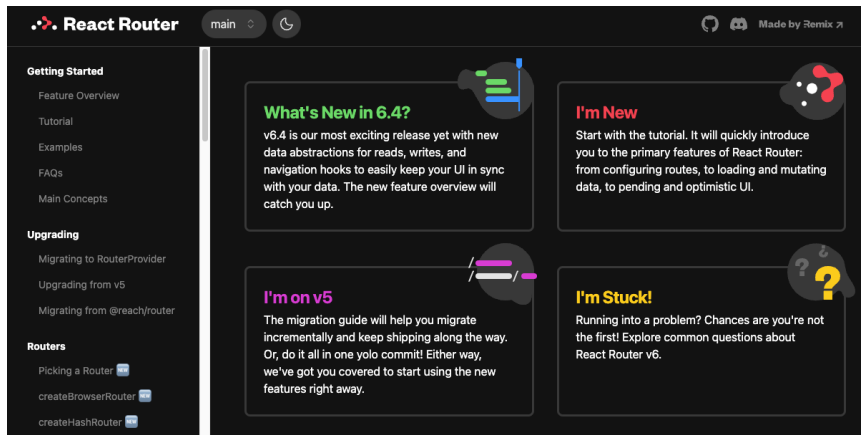 React Router
main
Made by Remix ↗
Getting Started
Feature Overview
Tutorial
Examples
FAQs
Main Concepts
Upgrading
Migrating to RouterProvider
Upgrading from v5
Migrating from @reach/router
Routers
Picking a Router 🆕
createBrowserRouter 🆕
createHashRouter 🆕
What's New in 6.4?
v6.4 is our most exciting release yet with new
data abstractions for reads, writes, and
navigation hooks to easily keep your UI in sync
with your data. The new feature overview will
catch you up.
I'm New
Start with the tutorial. It will quickly introduce
you to the primary features of React Router:
from configuring routes, to loading and mutating
data, to pending and optimistic UI.
I'm on v5
The migration guide will help you migrate
incrementally and keep shipping along the way.
Or, do it all in one yolo commit! Either way,
we've got you covered to start using the new
features right away.
I'm Stuck!
Running into a problem? Chances are you're not
the first! Explore common questions about
React Router v6.